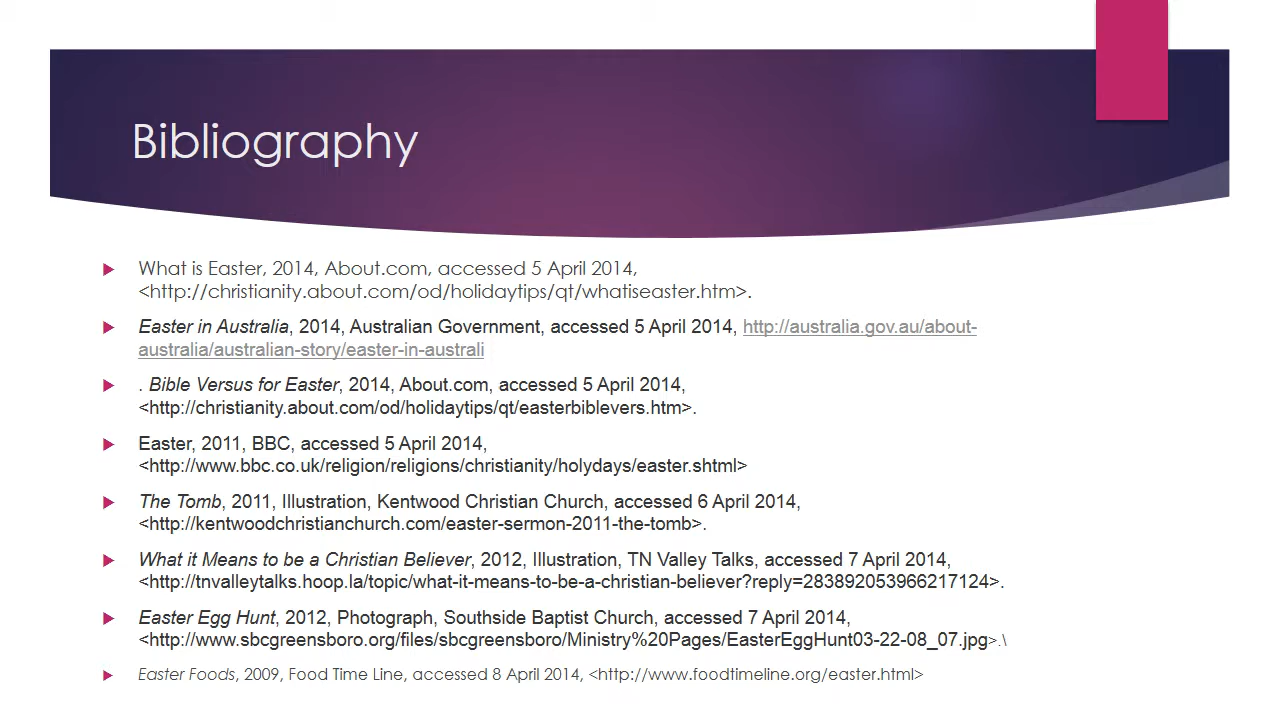 Bibliography
What is Easter, 2014, About.com, accessed 5 April 2014,
<http://christianity.about.com/od/holidaytips/qt/whatiseaster.htm>.
Easter in Australia, 2014, Australian Government, accessed 5 April 2014, http://australia.gov.au/about-
australia/australian-story/easter-in-australi
. Bible Versus for Easter, 2014, About.com, accessed 5 April 2014,
<http://christianity.about.com/od/holidaytips/qt/easterbiblevers.htm>.
Easter, 2011, BBC, accessed 5 April 2014,
<http://www.bbc.co.uk/religion/religions/christianity/holydays/easter.shtml>
The Tomb, 2011, Illustration, Kentwood Christian Church, accessed 6 April 2014,
<http://kentwoodchristianchurch.com/easter-sermon-2011-the-tomb>.
What it Means to be a Christian Believer, 2012, Illustration, TN Valley Talks, accessed 7 April 2014,
<http://tnvalleytalks.hoop.la/topic/what-it-means-to-be-a-christian-believer?reply=283892053966217124>.
Easter Egg Hunt, 2012, Photograph, Southside Baptist Church, accessed 7 April 2014,
<http://www.sbcgreensboro.org/files/sbcgreensboro/Ministry%20Pages/EasterEggHunt03-22-08_07.jpg>.\
Easter Foods, 2009, Food Time Line, accessed 8 April 2014, <http://www.foodtimeline.org/easter.html>